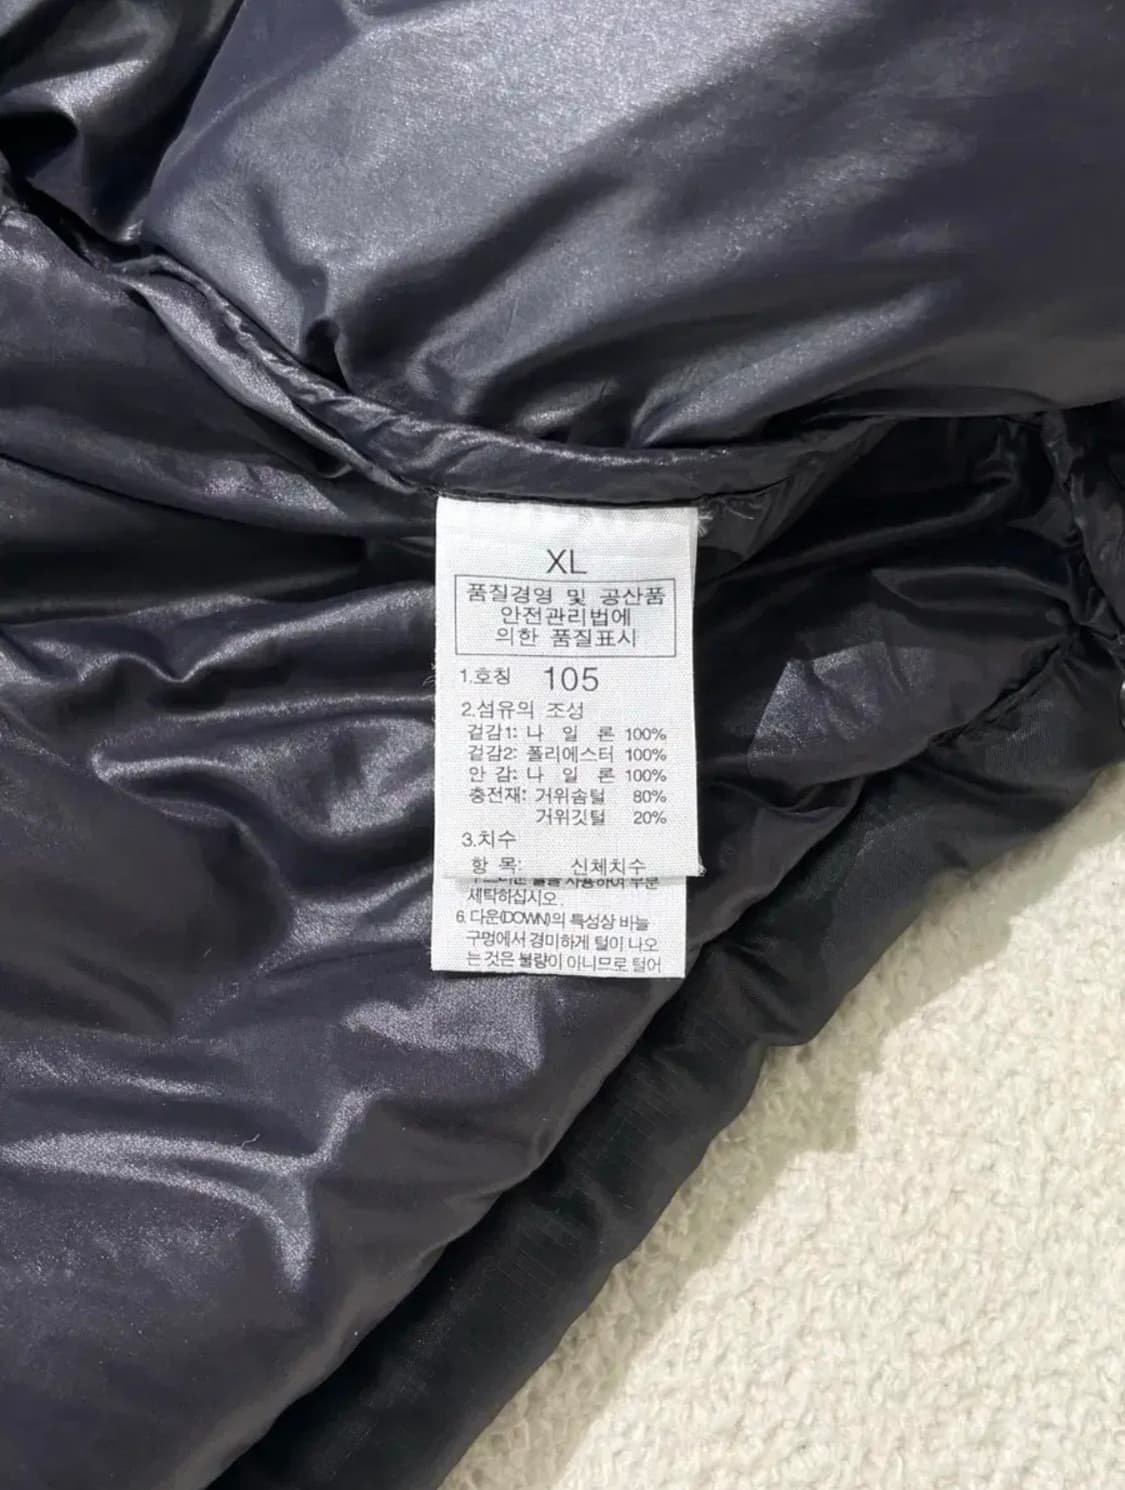 XL
품질경영 및 공산품
안전관리법에
의한 품질표시
1.호칭 105
2.섬유의 조성
겉감1: 나 일 론 100%
겉감2: 폴리에스터 100%
안 감: 나 일 론 100%
충전재: 거위솜털 80%
거위깃털 20%
3.치수
항 목: 신체치수
사용하여 부분
세탁하십시오.
6. 다운(DOWN)의 특성상 바늘
구멍에서 경미하게 털이 나오
는것은 불량이 아니므로 털어